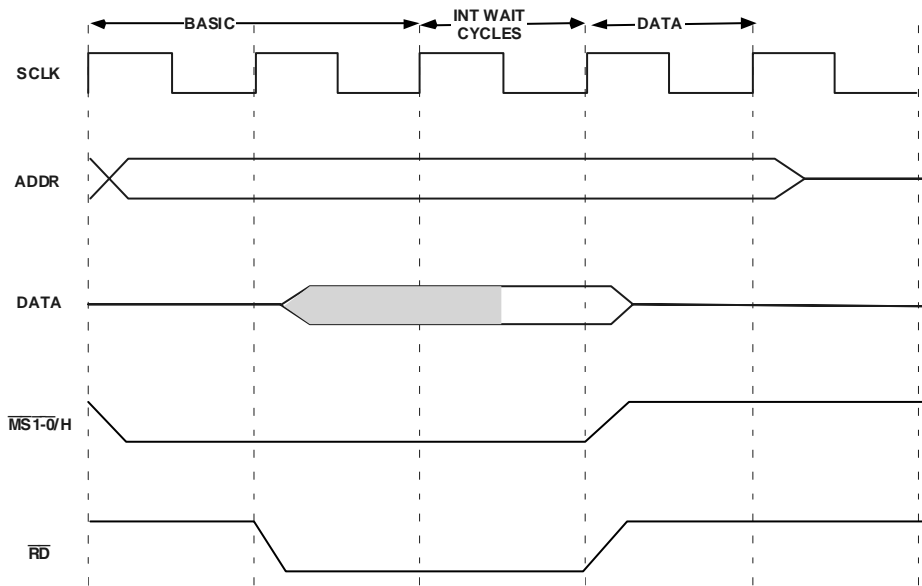 BASIC
INT WAIT
CYCLES
DATA
SCLK
ADDR
DATA
MS1-0/H
RD